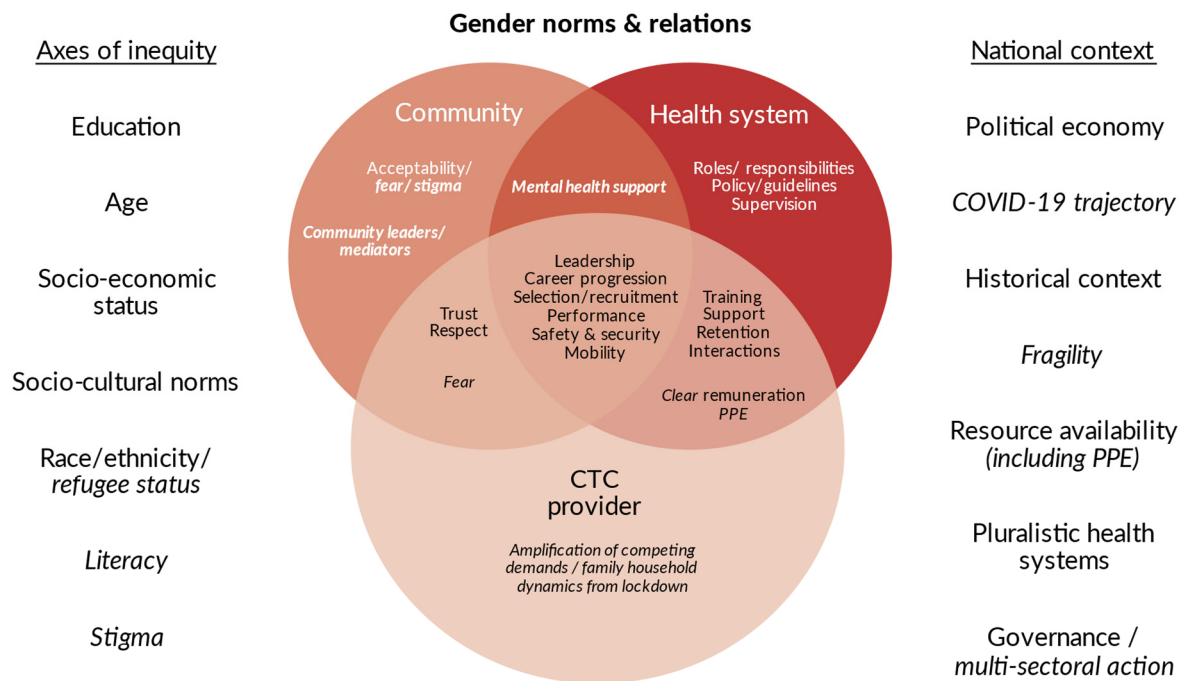 Gender norms & relations
Axes of inequity
Education
Age
Socio-economic
status
Socio-cultural norms
Race/ethnicity/
refugee status
Literacy
Stigma
Community
Acceptability/
fear/ stigma
Community leaders/
mediators
Mental health support
Health system
Roles/ responsibilities
Policy/guidelines
Supervision
Trust
Respect
Fear
Leadership
Career progression
Selection/recruitment
Performance
Safety & security
Mobility
Training
Support
Retention
Interactions
Clear remuneration
PPE
CTC
provider
Amplification of competing
demands / family household
dynamics from lockdown
National context
Political economy
COVID-19 trajectory
Historical context
Fragility
Resource availability
(including PPE)
Pluralistic health
systems
Governance /
multi-sectoral action